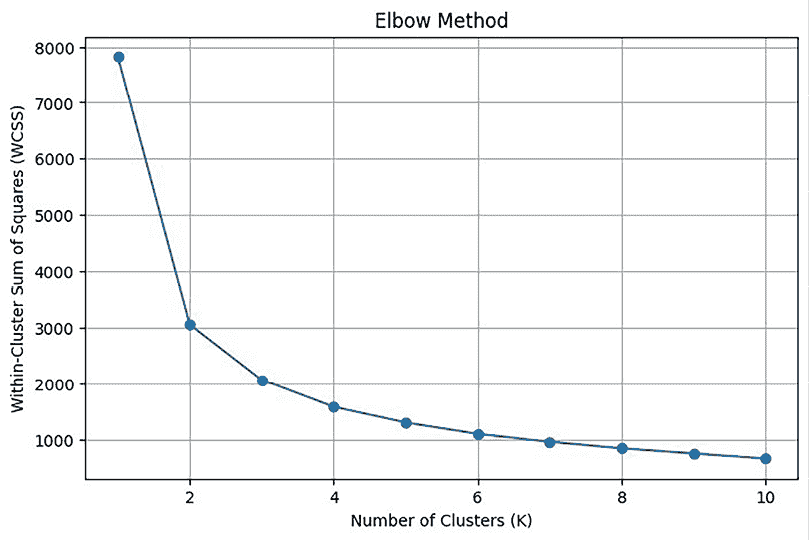 Elbow Method
Within-Cluster Sum of Squares (WCSS)
8000
7000
6000
5000
4000
3000
2000
1000
2 4 6 8 10
Number of Clusters (K)